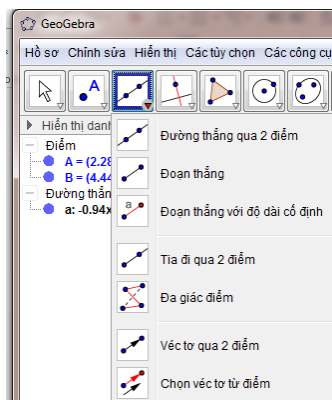 GeoGebra
Hồ sơ Chỉnh sửa Hiển thị Các tùy chọn Các công cụ
A
Hiển thị danh
Điểm
A = (2.28
B = (4.44
Đường thẳn
a: -0.94x
Đường thẳng qua 2 điểm
Đoạn thẳng
a
Đoạn thẳng với độ dài cố định
Tia đi qua 2 điểm
Đa giác điểm
Véc tơ qua 2 điểm
Chọn véc tơ từ điểm